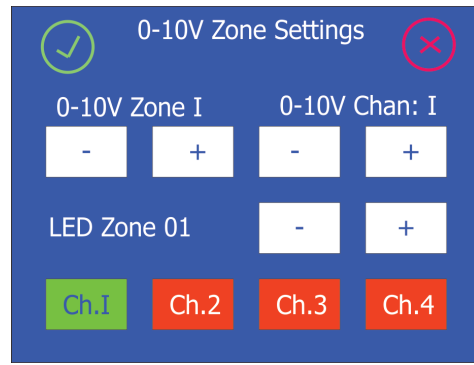 0-10V Zone Settings
0-10V Zone I 0-10V Chan: I
- + - +
LED Zone 01 - +
Ch.I Ch.2 Ch.3 Ch.4